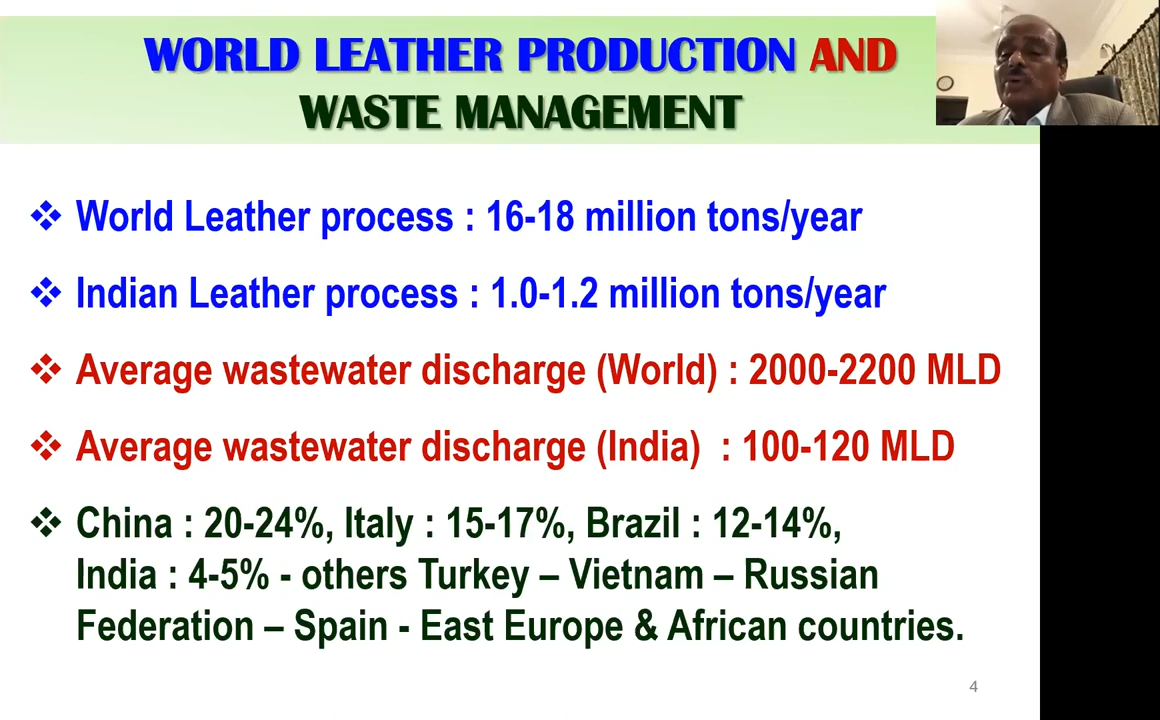 WORLD LEATHER PRODUCTION AND
WASTE MANAGEMENT
❖ World Leather process : 16-18 million tons/year
❖ Indian Leather process : 1.0-1.2 million tons/year
❖ Average wastewater discharge (World) : 2000-2200 MLD
❖ Average wastewater discharge (India) : 100-120 MLD
❖ China : 20-24%, Italy : 15-17%, Brazil : 12-14%,
India : 4-5% - others Turkey – Vietnam – Russian
Federation – Spain - East Europe & African countries.
4